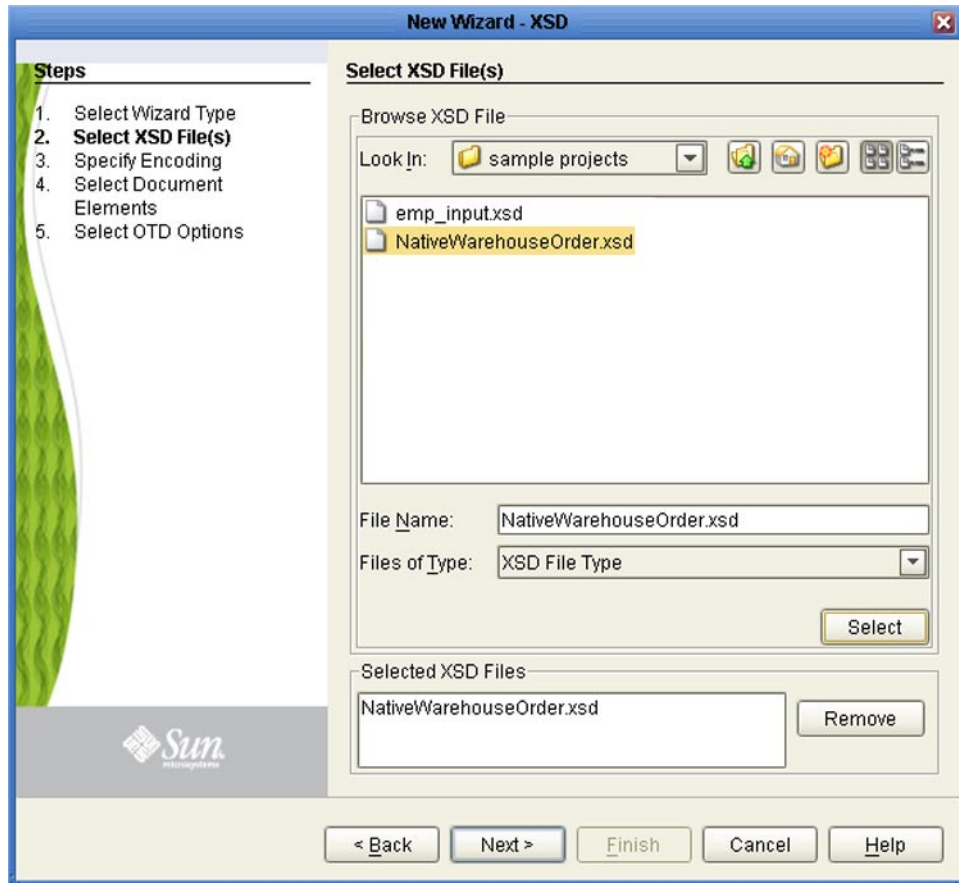 New Wizard - XSD
Steps
1. Select Wizard Type
2. Select XSD File(s)
3. Specify Encoding
4. Select Document
Elements
5. Select OTD Options
Sun
microsystems
Select XSD File(s)
Browse XSD File
Look In: sample projects
emp_input.xsd
NativeWarehouseOrder.xsd
File Name: NativeWarehouseOrder.xsd
Files of Type: XSD File Type
Select
Selected XSD Files
NativeWarehouseOrder.xsd
Remove
< Back Next > Finish Cancel Help